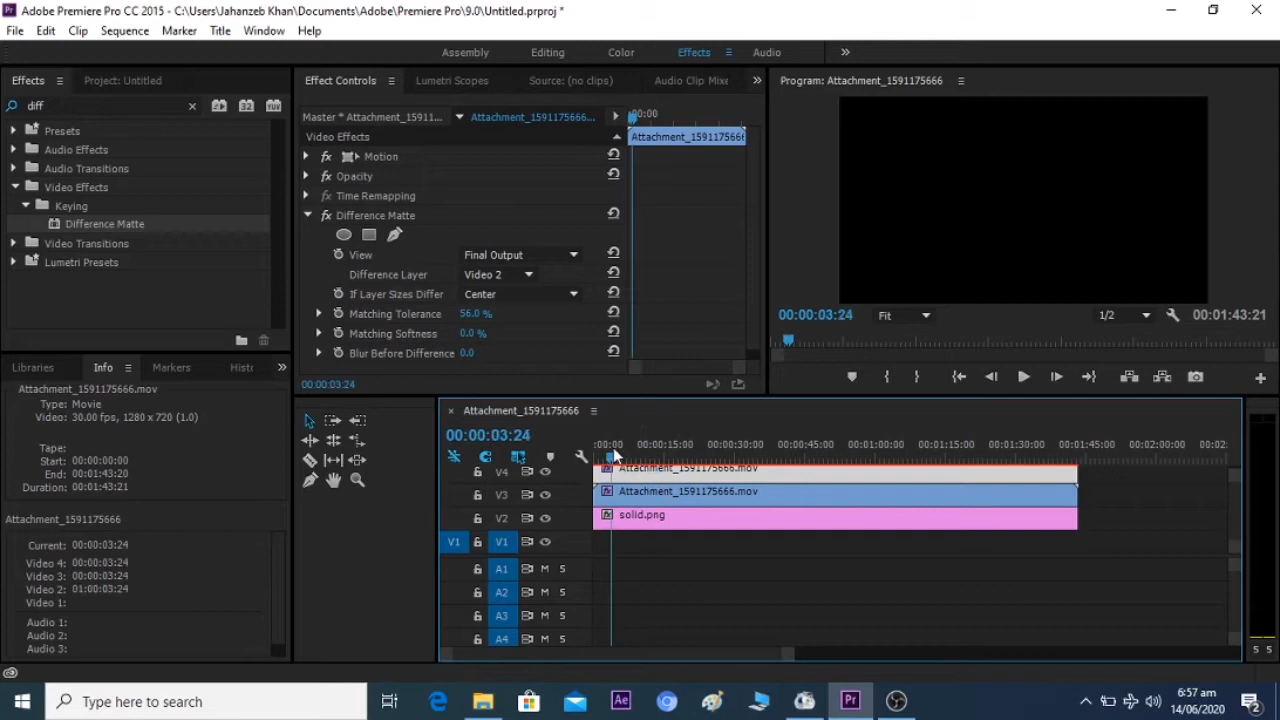 Adobe Premiere Pro CC 2015 - C:\Users\Jahanzeb Khan\Documents\Adobe\Premiere Pro\9.0\Untitled.prproj *
File Edit Clip Sequence Marker Title Window Help
Assembly Editing Color Effects Audio
Effects Project: Untitled
diff
Presets
Audio Effects
Audio Transitions
Video Effects
Keying
Difference Matte
Video Transitions
Lumetri Presets
Effect Controls Lumetri Scopes Source: (no clips) Audio Clip Mixe
Master * Attachment_15911... Attachment_1591175666... :00:00
Video Effects Attachment_1591175666
fx Motion
fx Opacity
fx Time Remapping
fx Difference Matte
View Final Output
Difference Layer Video 2
If Layer Sizes Differ Center
Matching Tolerance 56.0 %
Matching Softness 0.0 %
Blur Before Difference 0.0
00:00:03:24
Program: Attachment_1591175666
00:00:03:24 Fit 1/2 00:01:43:21
Libraries Info Markers Histo
Attachment_1591175666.mov
Type: Movie
Video: 30.00 fps, 1280 x 720 (1.0)
Tape:
Start: 00:00:00:00
End: 00:01:43:20
Duration: 00:01:43:21
Attachment_1591175666
Current: 00:00:03:24
Video 4: 00:00:03:24
Video 3: 00:00:03:24
Video 2: 01:00:03:24
Video 1:
Audio 1:
Audio 2:
Audio 3:
Attachment_1591175666
00:00:03:24 :00:00 00:00:15:00 00:00:30:00 00:00:45:00 00:01:00:00 00:01:15:00 00:01:30:00 00:01:45:00 00:02:00:00 00:02:
V4 Attachment_1591175666.mov
V3 Attachment_1591175666.mov
V2 solid.png
V1 V1
A1 M S
A2 M S
A3 M S
A4 M S
5 5
Type here to search
6:57 am
14/06/2020